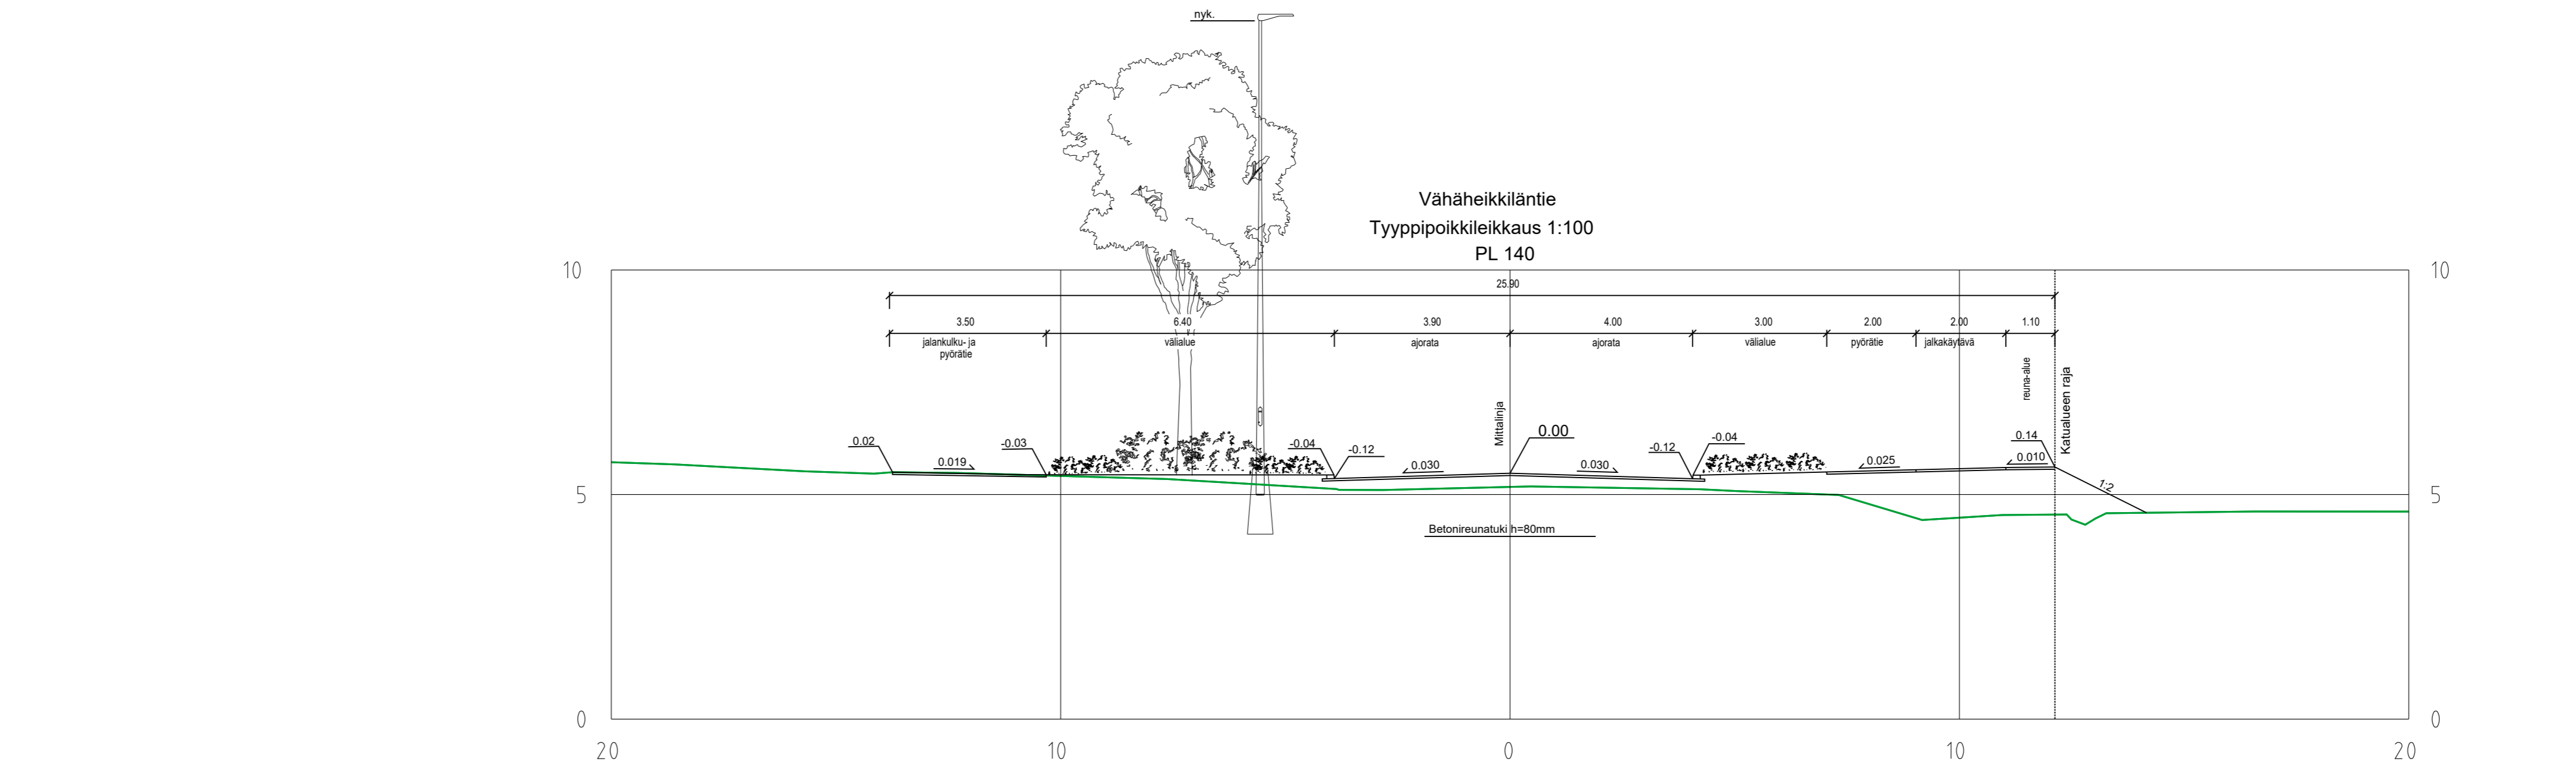 nyk.
Vähäheikkiläntie
Tyyppipoikkileikkaus 1:100
PL 140
10
10
25.90
3.50
6.40
3.90
4.00
3.00
2.00
2.00
1.10
jalankulku- ja
pyörätie
välialue
ajorata
ajorata
välialue
pyörätie
jalkakäytävä
reuna-alue
Katualueen raja
Mittalinja
0.02
0.019
-0.03
-0.04
-0.12
0.030
0.00
0.030
-0.12
-0.04
0.025
0.14
0.010
1:2
5
5
Betonireunatuki h=80mm
0
0
20
10
0
10
20